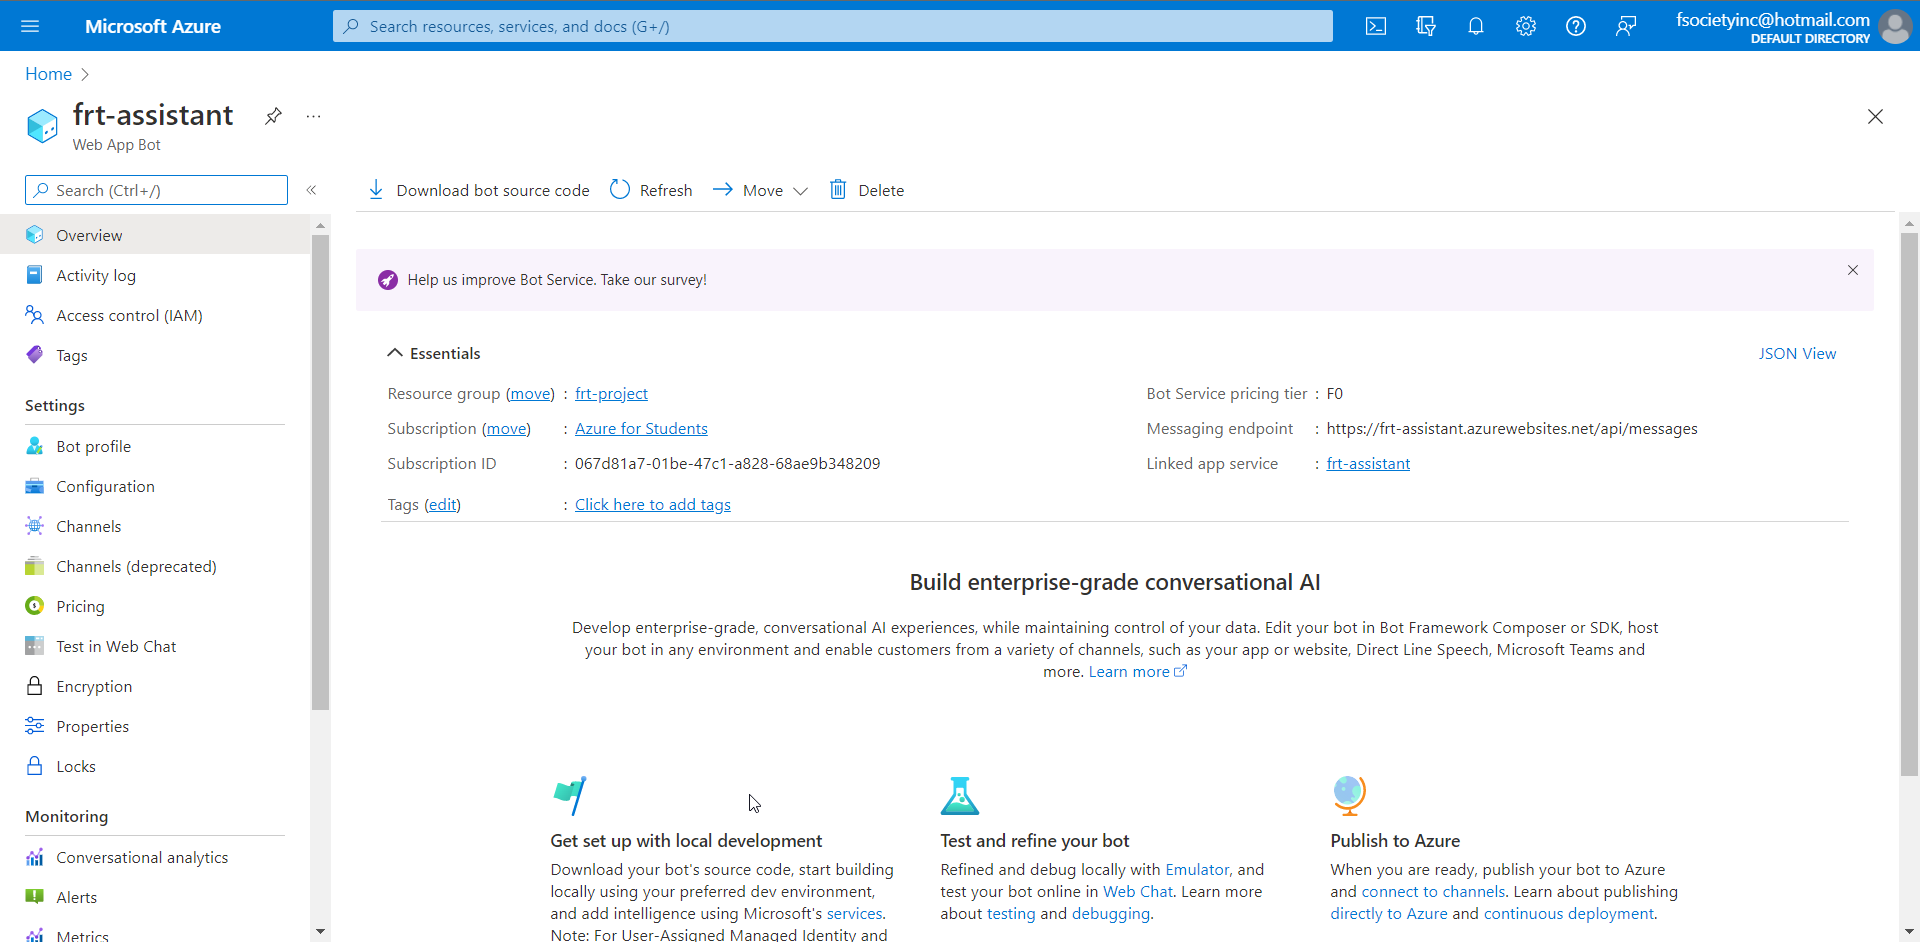 Microsoft Azure
Search resources, services, and docs (G+/)
fsocietyinc@hotmail.com
DEFAULT DIRECTORY
Home
frt-assistant
...
Web App Bot
Search (Ctrl+/)
«
Overview
Activity log
Access control (IAM)
Tags
Settings
Bot profile
Configuration
Channels
Channels (deprecated)
Pricing
Test in Web Chat
Encryption
Properties
Locks
Monitoring
Conversational analytics
Alerts
Metrics
Download bot source code
Refresh
Move
Delete
Help us improve Bot Service. Take our survey!
Essentials
JSON View
Resource group (move) : frt-project
Subscription (move) : Azure for Students
Subscription ID : 067d81a7-01be-47c1-a828-68ae9b348209
Tags (edit) : Click here to add tags
Bot Service pricing tier : F0
Messaging endpoint : https://frt-assistant.azurewebsites.net/api/messages
Linked app service : frt-assistant
Build enterprise-grade conversational AI
Develop enterprise-grade, conversational AI experiences, while maintaining control of your data. Edit your bot in Bot Framework Composer or SDK, host
your bot in any environment and enable customers from a variety of channels, such as your app or website, Direct Line Speech, Microsoft Teams and
more. Learn more
Get set up with local development
Download your bot's source code, start building
locally using your preferred dev environment,
and add intelligence using Microsoft's services.
Note: For User-Assigned Managed Identity and
Test and refine your bot
Refined and debug locally with Emulator, and
test your bot online in Web Chat. Learn more
about testing and debugging.
Publish to Azure
When you are ready, publish your bot to Azure
and connect to channels. Learn about publishing
directly to Azure and continuous deployment.